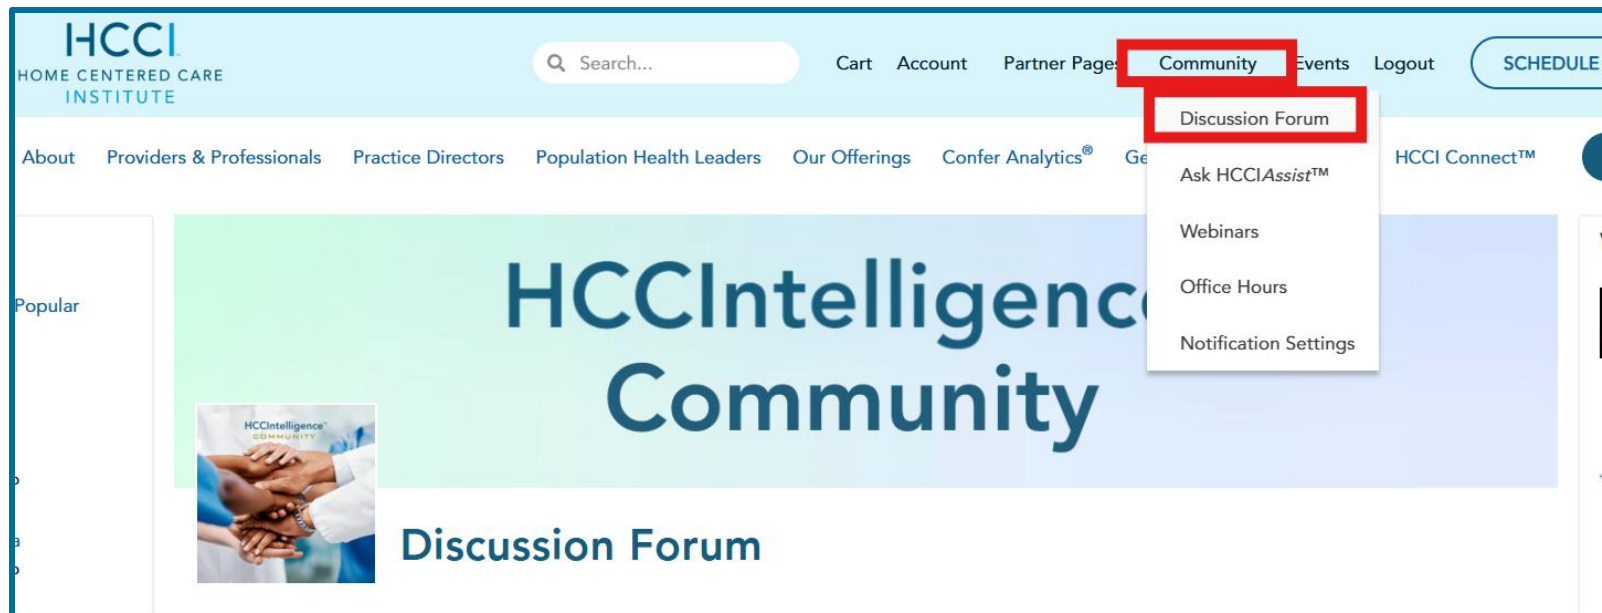 HCCI
HOME CENTERED CARE
INSTITUTE
Search...
Cart Account Partner Pages Community Events Logout SCHEDULE
Discussion Forum
Ask HCCIAssist™
Webinars
Office Hours
Notification Settings
About Providers & Professionals Practice Directors Population Health Leaders Our Offerings Confer Analytics® HCCI Connect™
Popular
HCCIntelligence
Community
HCCIntelligence™
COMMUNITY
Discussion Forum